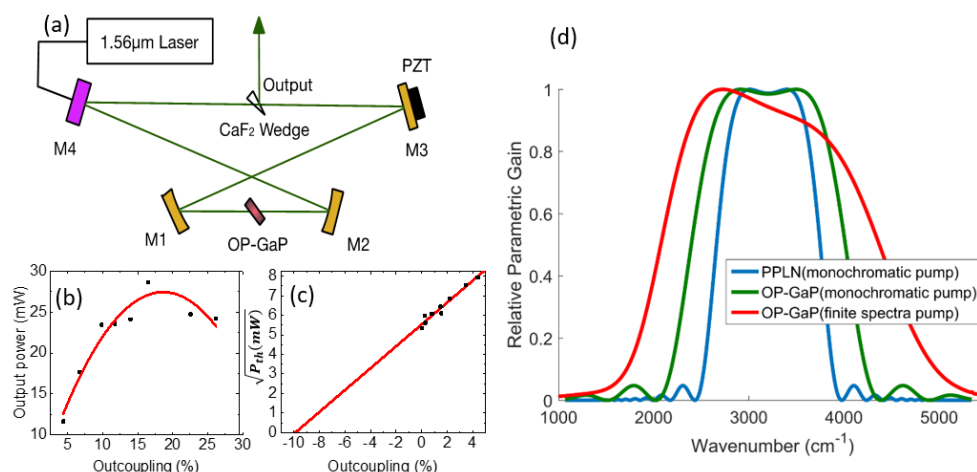 (a)
1.56µm Laser
Output
PZT
CaF₂ Wedge
M4
M3
M1
OP-GaP
M2
(b)
Output power (mW)
30
25
20
15
10
0
5
10
15
20
25
30
Outcoupling (%)
(c)
√P_th(mW)
8
7
6
5
4
3
2
1
0
-10
-8
-6
-4
-2
0
2
4
Outcoupling (%)
(d)
Relative Parametric Gain
1
0.8
0.6
0.4
0.2
0
PPLN(monochromatic pump)
OP-GaP(monochromatic pump)
OP-GaP(finite spectra pump)
1000
2000
3000
4000
5000
Wavenumber (cm⁻¹)